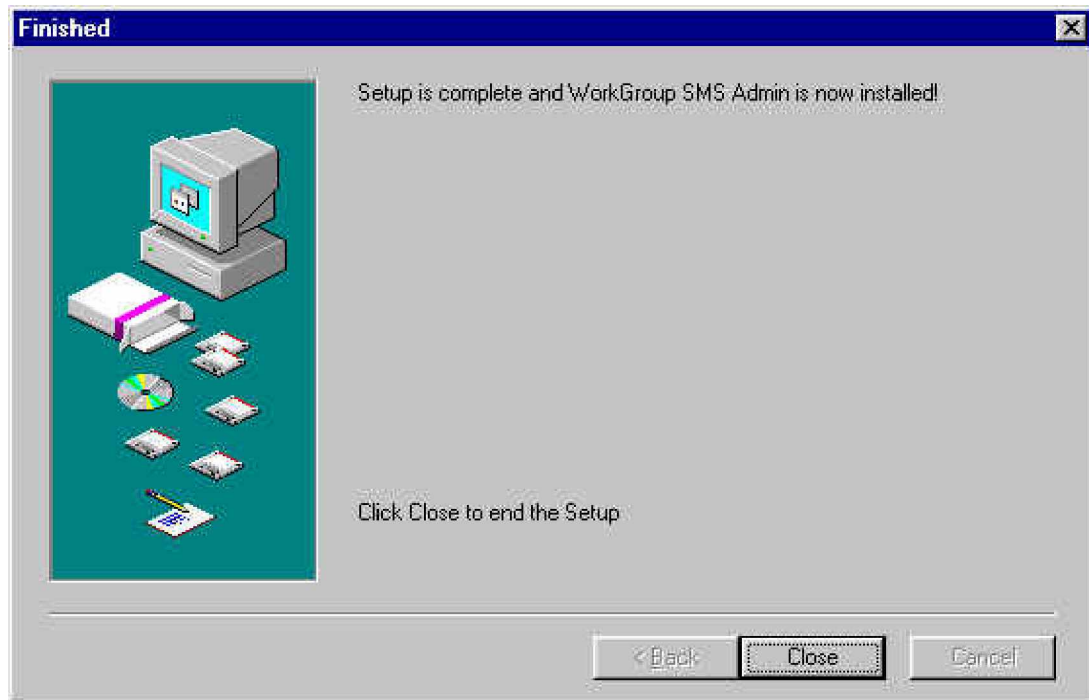 Finished
Setup is complete and WorkGroup SMS Admin is now installed!
Click Close to end the Setup
< Back
Close
Cancel